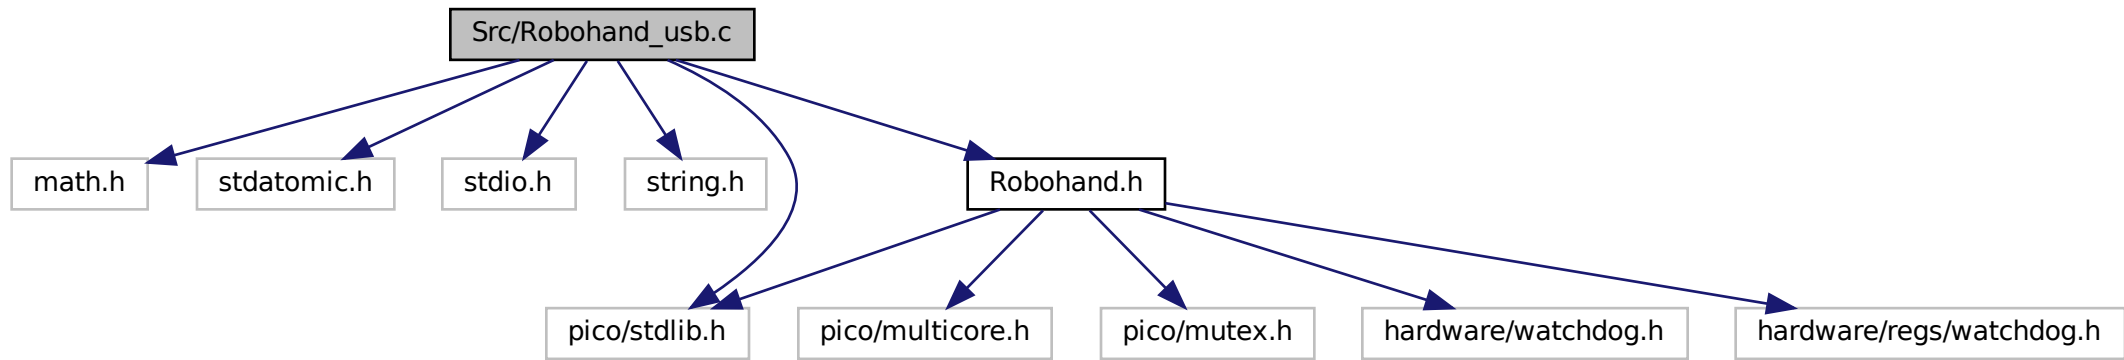 Src/Robohand_usb.c
math.h
stdatomic.h
stdio.h
string.h
Robohand.h
pico/stdlib.h
pico/multicore.h
pico/mutex.h
hardware/watchdog.h
hardware/regs/watchdog.h